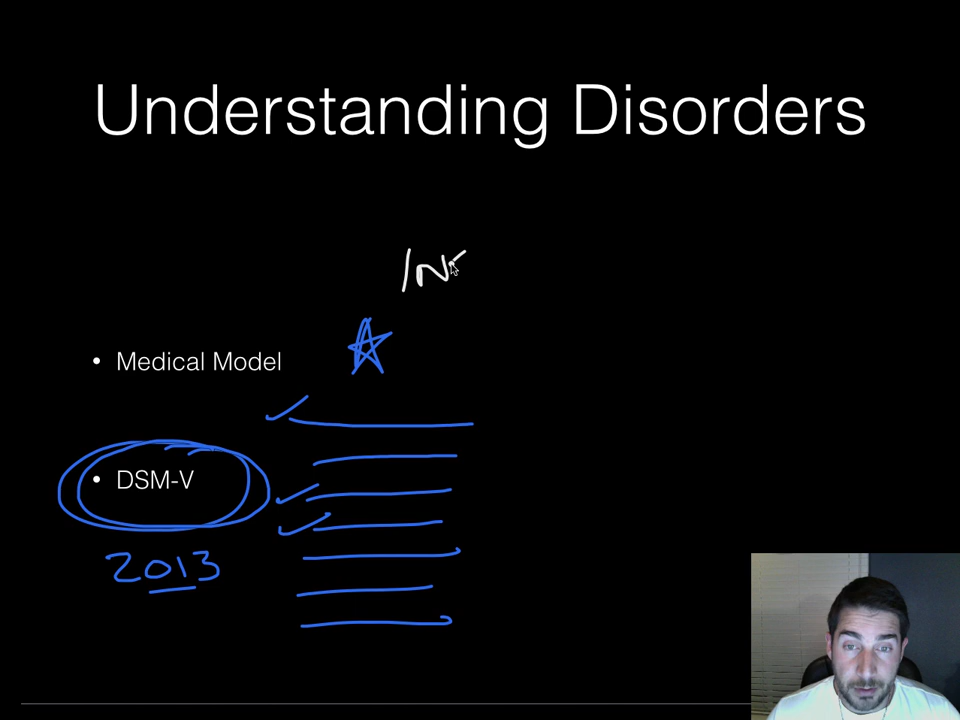 Understanding Disorders
• Medical Model
• DSM-V
2013